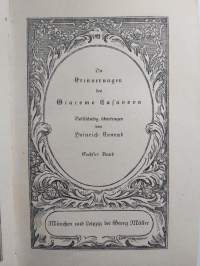 Die
Erinnerungen
des
Giacomo Casanova
Vollständig übertragen
von
Heinrich Conrad
Sechster Band
München und Leipzig bei Georg Müller